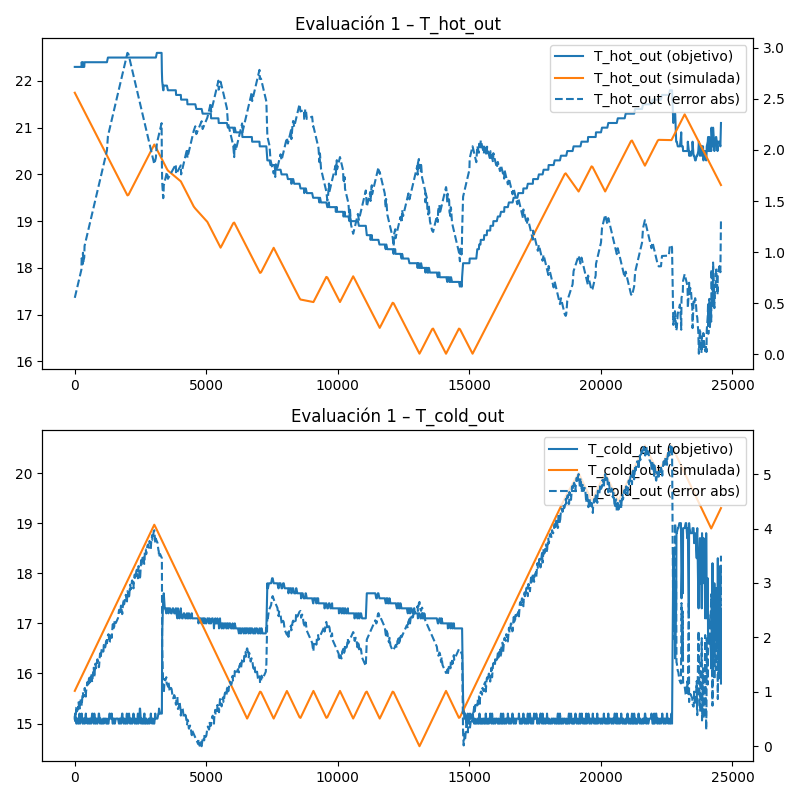 Evaluación 1 – T_hot_out
T_hot_out (objetivo)
T_hot_out (simulada)
T_hot_out (error abs)
22
21
20
19
18
17
16
3.0
2.5
2.0
1.5
1.0
0.5
0.0
0 5000 10000 15000 20000 25000
Evaluación 1 – T_cold_out
T_cold_out (objetivo)
T_cold_out (simulada)
T_cold_out (error abs)
20
19
18
17
16
15
5
4
3
2
1
0
0 5000 10000 15000 20000 25000